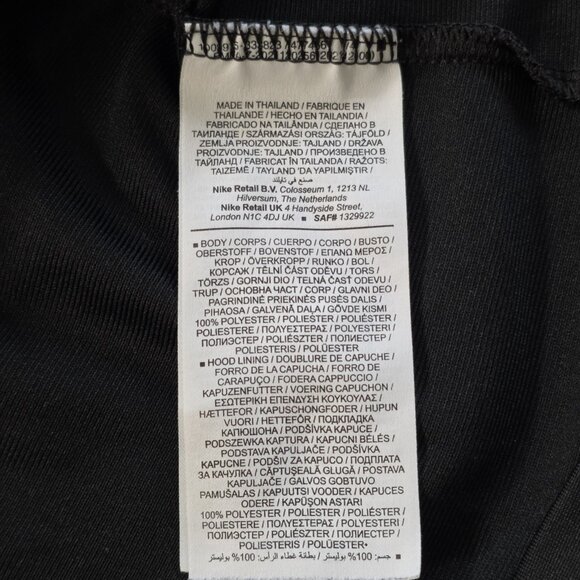 MADE IN THAILAND / FABRIQUE EN
THAILANDE / HECHO EN TAILANDIA /
FABRICADO NA TAILÂNDIA / СДЕЛАНО В
ТАИЛАНДЕ / SZÁRMAZÁSI ORSZÁG: TÁJFÖLD /
ZEMLJA PROIZVODNJE: TAJLAND / DRŽAVA
PROIZVODNJE: TAJLAND / ПРОИЗВЕДЕНО В
ТАЙЛАНД / FABRICAT ÎN TAILANDA / RAŽOTS:
TAIZEMĒ / TAYLAND'DA YAPILMIŞTIR /
صنع في تايلند
Nike Retail B.V. Colosseum 1, 1213 NL
Hilversum, The Netherlands
Nike Retail UK 4 Handyside Street,
London N1C 4DJ UK ▪ SAF# 1329922
▪ BODY / CORPS / CUERPO / CORPO / BUSTO /
OBERSTOFF / BOVENSTOF / ΕΠΑΝΩ ΜΕΡΟΣ /
KROP / ÖVERKROPP / RUNKO / BOL /
КОРСАЖ / TĚLNÍ ČÁST ODĚVU / TORS /
TÖRZS / GORNJI DIO / TELNÁ ČASŤ ODEVU /
TRUP / ОСНОВНА ЧАСТ / CORP / GLAVNI DEO /
PAGRINDINĖ PRIEKINĖS PUSĖS DALIS /
PIHAOSA / GALVENĀ DAĻA / GÖVDE KISMI
100% POLYESTER / POLIESTER / POLIÉSTER /
POLIESTERE / ΠΟΛΥΕΣΤΕΡΑΣ / POLYESTERI /
ПОЛИЭСТЕР / POLIÉSZTER / ПОЛИЕСТЕР /
POLIESTERIS / POLÜESTER
▪ HOOD LINING / DOUBLURE DE CAPUCHE /
FORRO DE LA CAPUCHA / FORRO DE
CARAPUÇO / FODERA CAPPUCCIO /
KAPUZENFUTTER / VOERING CAPUCHON /
ΕΣΩΤΕΡΙΚΗ ΕΠΕΝΔΥΣΗ ΚΟΥΚΟΥΛΑΣ /
HÆTTEFOR / KAPUSCHONGFODER / HUPUN
VUORI / HETTEFÔR / ПОДКЛАДКА
КАПЮШОНА / PODŠÍVKA KAPUCE /
PODSZEWKA KAPTURA / KAPUCNI BÉLÉS /
PODSTAVA KAPULJAČE / PODŠÍVKA
KAPUCNE / PODŠIV ZA KAPUCO / ПОДПЛАТА
ЗА КАЧУЛКА / CĂPTUŞEALĂ GLUGĂ / POSTAVA
KAPULJAČE / GALVOS GOBTUVO
PAMUŠALAS / KAPUUTSI VOODER / KAPUCES
ODERE / KAPÜŞON ASTARI
100% POLYESTER / POLIESTER / POLIÉSTER /
POLIESTERE / ΠΟΛΥΕΣΤΕΡΑΣ / POLYESTERI /
ПОЛИЭСТЕР / POLIÉSZTER / ПОЛИЕСТЕР /
POLIESTERIS / POLÜESTER▪
جسم: 100% بوليستر / بطانة غطاء الرأس: 100% بوليستر